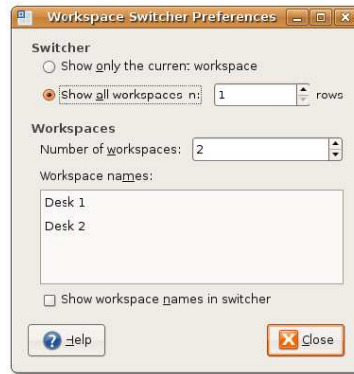 Workspace Switcher Preferences
Switcher
Show only the current workspace
Show all workspaces n: 1 rows
Workspaces
Number of workspaces: 2
Workspace names:
Desk 1
Desk 2
Show workspace names in switcher
Help Close